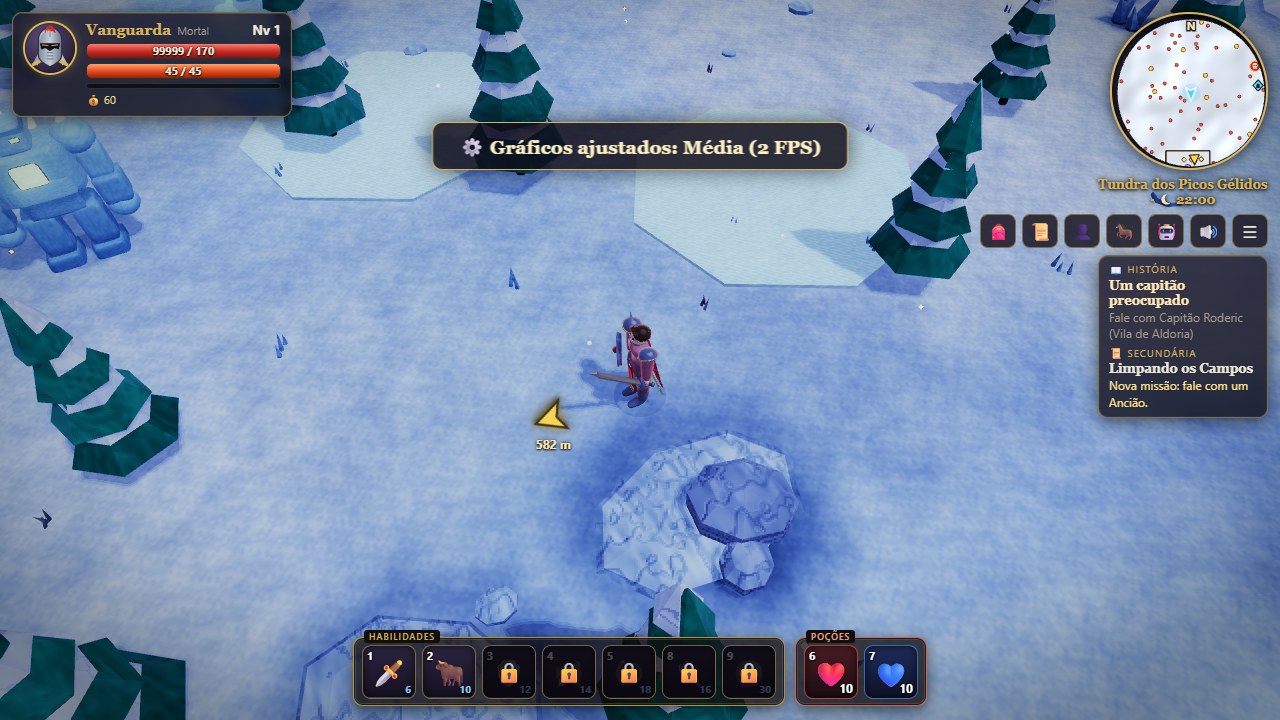 Vanguarda Mortal Nv 1
99999 / 170
45 / 45
60
Gráficos ajustados: Média (2 FPS)
N
Tundra dos Picos Gélidos
22:00
HISTÓRIA
Um capitão
preocupado
Fale com Capitão Roderic
(Vila de Aldoria)
SECUNDÁRIA
Limpando os Campos
Nova missão: fale com um
Ancião.
582 m
HABILIDADES
1 2 3 4 5 8 9
6 10 12 14 18 16 30
POÇÕES
6 7
10 10